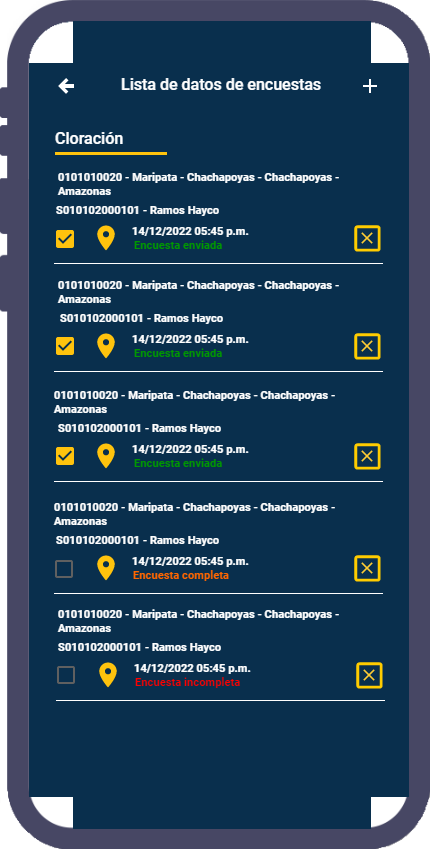 Lista de datos de encuestas
Cloración
0101010020 - Maripata - Chachapoyas - Chachapoyas -
Amazonas
S010102000101 - Ramos Hayco
14/12/2022 05:45 p.m.
Encuesta enviada
0101010020 - Maripata - Chachapoyas - Chachapoyas -
Amazonas
S010102000101 - Ramos Hayco
14/12/2022 05:45 p.m.
Encuesta enviada
0101010020 - Maripata - Chachapoyas - Chachapoyas -
Amazonas
S010102000101 - Ramos Hayco
14/12/2022 05:45 p.m.
Encuesta enviada
0101010020 - Maripata - Chachapoyas - Chachapoyas -
Amazonas
S010102000101 - Ramos Hayco
14/12/2022 05:45 p.m.
Encuesta completa
0101010020 - Maripata - Chachapoyas - Chachapoyas -
Amazonas
S010102000101 - Ramos Hayco
14/12/2022 05:45 p.m.
Encuesta incompleta